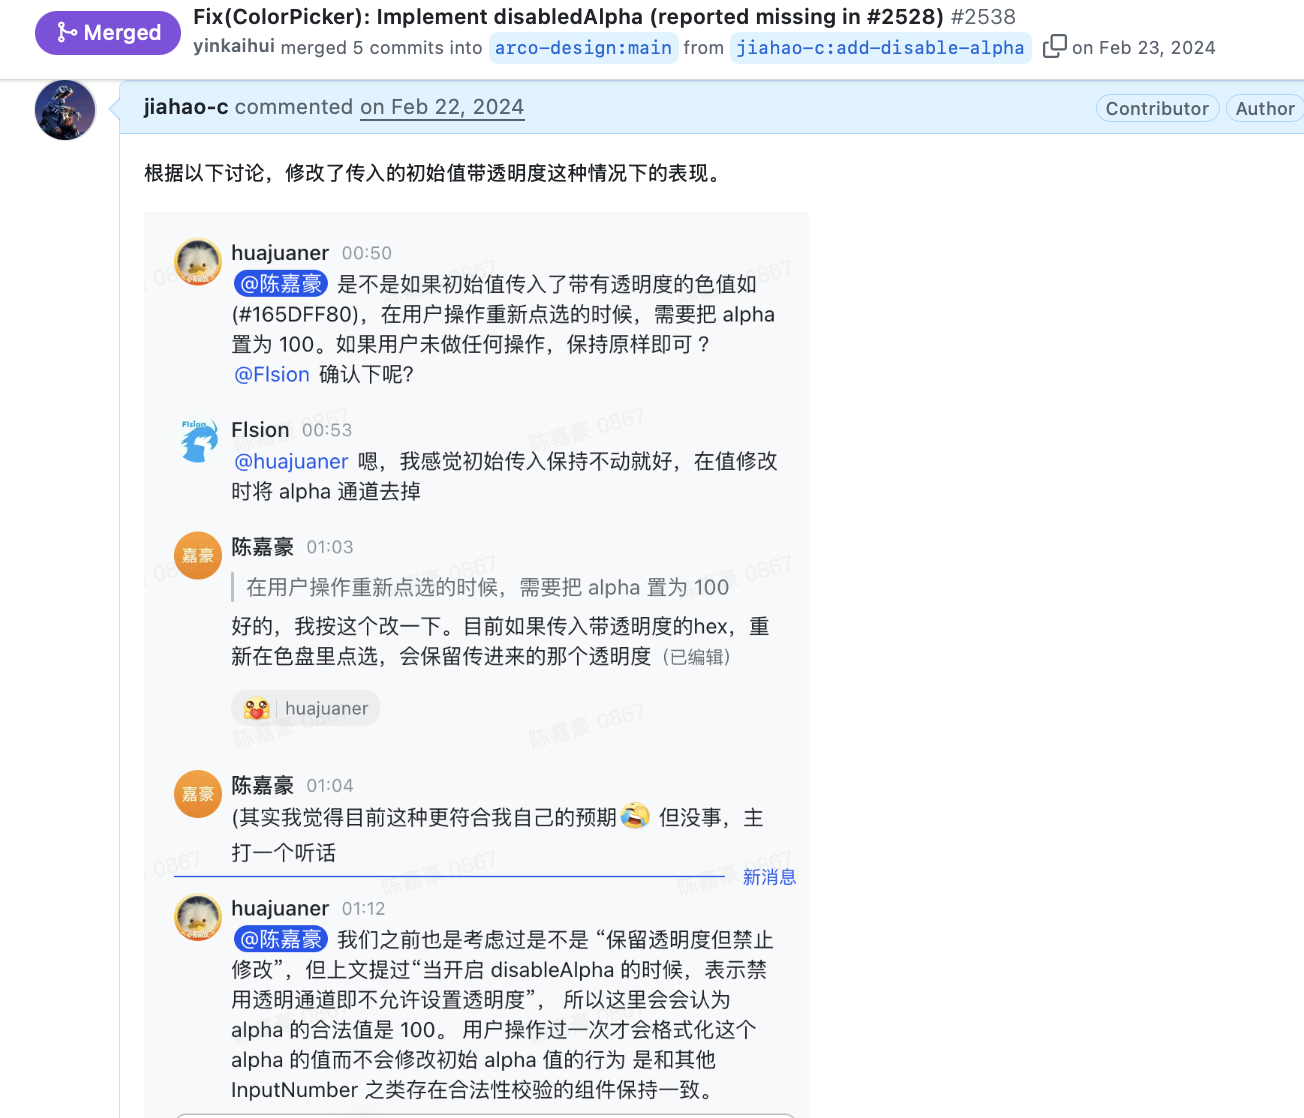 Merged
Fix(ColorPicker): Implement disabledAlpha (reported missing in #2528) #2538
yinkaihui merged 5 commits into arco-design:main from jiahao-c:add-disable-alpha on Feb 23, 2024
jiahao-c commented on Feb 22, 2024 Contributor Author
根据以下讨论，修改了传入的初始值带透明度这种情况下的表现。
huajuaner 00:50
@陈嘉豪 是不是如果初始值传入了带有透明度的色值如
(#165DFF80)，在用户操作重新点选的时候，需要把 alpha
置为 100。如果用户未做任何操作，保持原样即可？
@Flsion 确认下呢?
Flsion
Flsion 00:53
@huajuaner 嗯，我感觉初始传入保持不动就好，在值修改
时将 alpha 通道去掉
嘉豪
陈嘉豪 01:03
在用户操作重新点选的时候，需要把 alpha 置为 100
好的，我按这个改一下。目前如果传入带透明度的hex，重
新在色盘里点选，会保留传进来的那个透明度（已编辑）
huajuaner
嘉豪
陈嘉豪 01:04
(其实我觉得目前这种更符合我自己的预期😂 但没事，主
打一个听话
新消息
huajuaner 01:12
@陈嘉豪 我们之前也是考虑过是不是 “保留透明度但禁止
修改”，但上文提过“当开启 disableAlpha 的时候，表示禁
用透明通道即不允许设置透明度”， 所以这里会会认为
alpha 的合法值是 100。 用户操作过一次才会格式化这个
alpha 的值而不会修改初始 alpha 值的行为 是和其他
InputNumber 之类存在合法性校验的组件保持一致。
陈嘉豪 0867